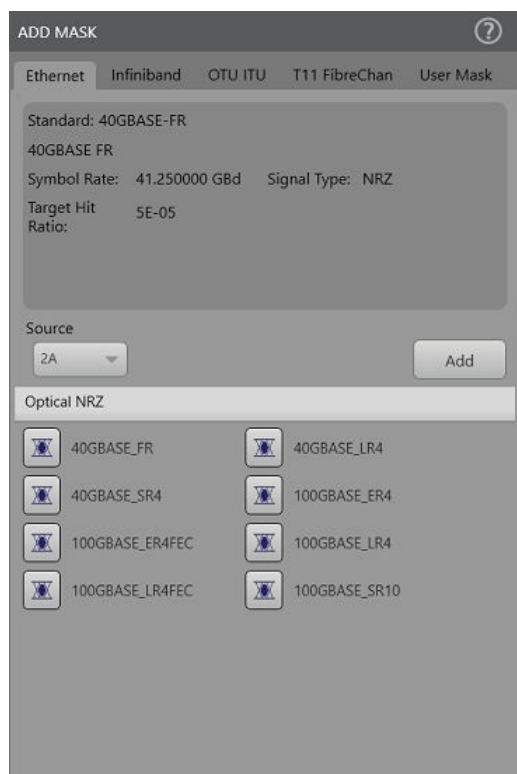 ADD MASK ?
Ethernet Infiniband OTU ITU T11 FibreChan User Mask
Standard: 40GBASE-FR
40GBASE FR
Symbol Rate: 41.250000 GBd Signal Type: NRZ
Target Hit
Ratio: 5E-05
Source
2A
Add
Optical NRZ
40GBASE_FR 40GBASE_LR4
40GBASE_SR4 100GBASE_ER4
100GBASE_ER4FEC 100GBASE_LR4
100GBASE_LR4FEC 100GBASE_SR10